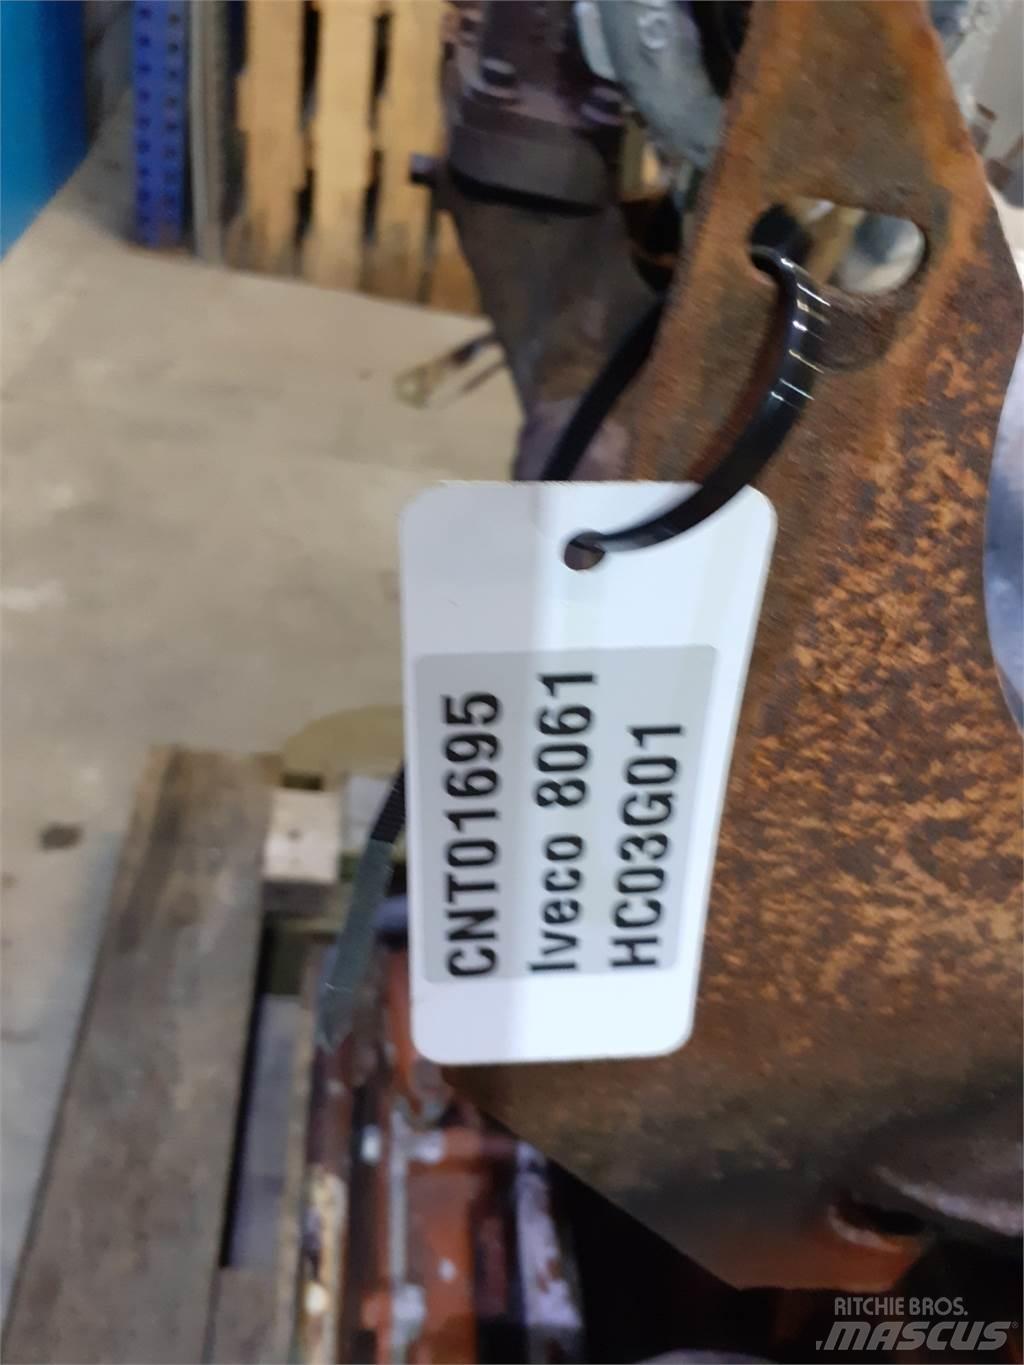 CNT01695
Iveco 8061
HC03G01
RITCHIE BROS.
MASCUS